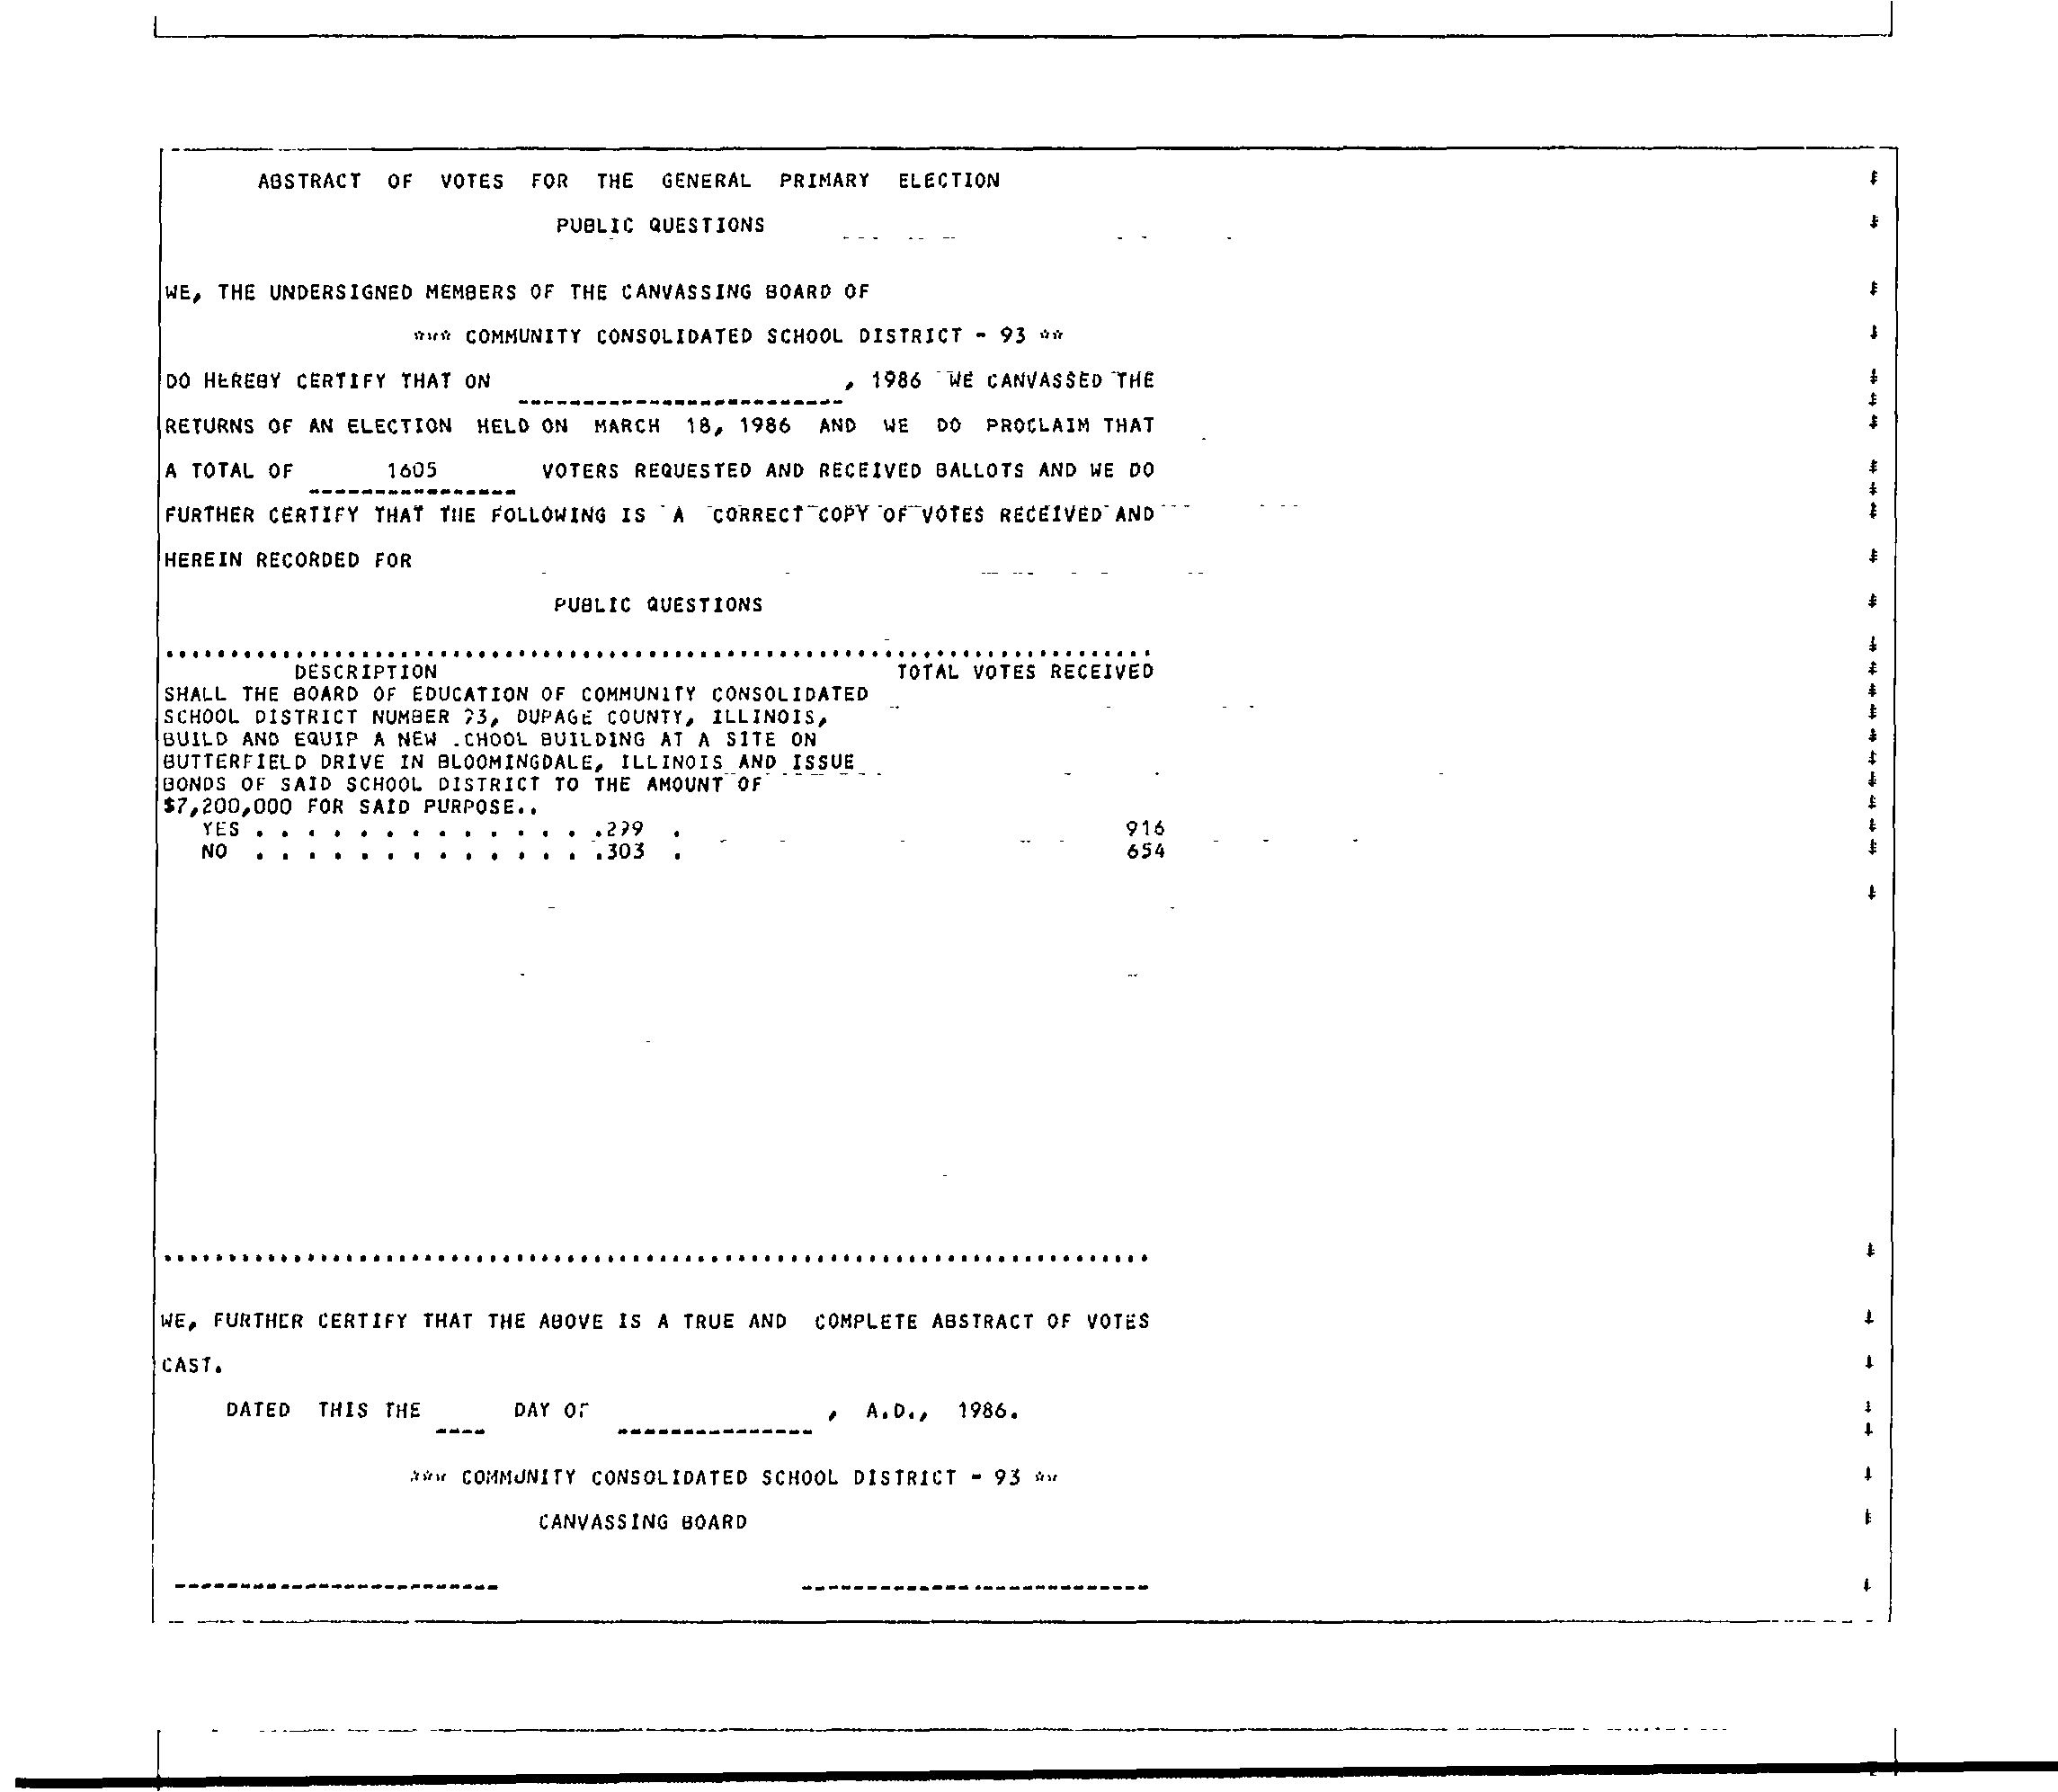 ABSTRACT OF VOTES FOR THE GENERAL PRIMARY ELECTION
PUBLIC QUESTIONS
WE, THE UNDERSIGNED MEMBERS OF THE CANVASSING BOARD OF
*** COMMUNITY CONSOLIDATED SCHOOL DISTRICT - 93 **
DO HEREBY CERTIFY THAT ON , 1986 WE CANVASSED THE
RETURNS OF AN ELECTION HELD ON MARCH 18, 1986 AND WE DO PROCLAIM THAT
A TOTAL OF 1605 VOTERS REQUESTED AND RECEIVED BALLOTS AND WE DO
FURTHER CERTIFY THAT THE FOLLOWING IS A CORRECT COPY OF VOTES RECEIVED AND
HEREIN RECORDED FOR
PUBLIC QUESTIONS
DESCRIPTION TOTAL VOTES RECEIVED
SHALL THE BOARD OF EDUCATION OF COMMUNITY CONSOLIDATED
SCHOOL DISTRICT NUMBER 93, DUPAGE COUNTY, ILLINOIS,
BUILD AND EQUIP A NEW .CHOOL BUILDING AT A SITE ON
BUTTERFIELD DRIVE IN BLOOMINGDALE, ILLINOIS AND ISSUE
BONDS OF SAID SCHOOL DISTRICT TO THE AMOUNT OF
$7,200,000 FOR SAID PURPOSE..
YES . . . . . . . . . . . . . .299 . 916
NO . . . . . . . . . . . . . .303 . 654
WE, FURTHER CERTIFY THAT THE ABOVE IS A TRUE AND COMPLETE ABSTRACT OF VOTES
CAST.
DATED THIS THE DAY OF , A.D., 1986.
*** COMMUNITY CONSOLIDATED SCHOOL DISTRICT - 93 **
CANVASSING BOARD